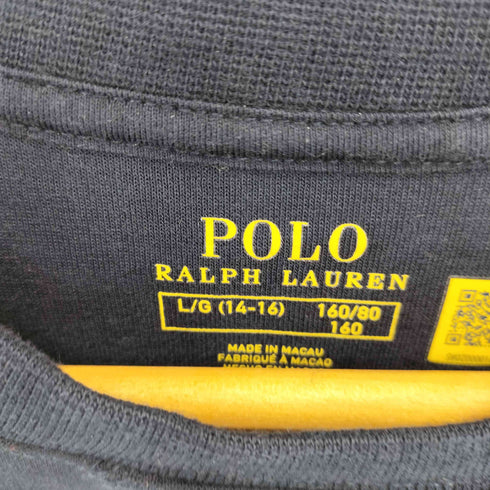 POLO
RALPH LAUREN
L/G (14-16) 160/80
160
MADE IN MACAU
FABRIQUÉ À MACAO